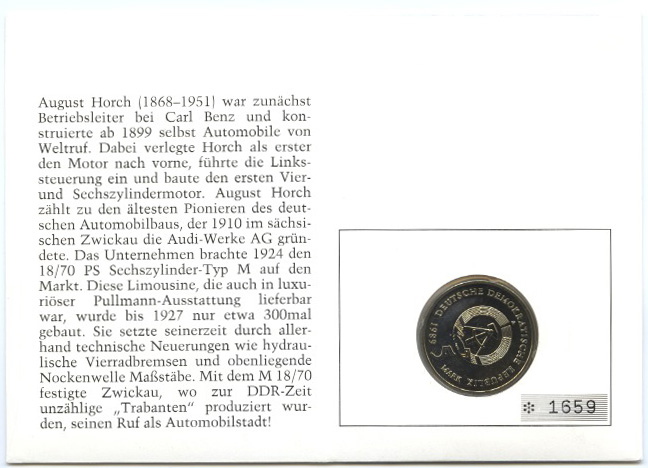 August Horch (1868–1951) war zunächst
Betriebsleiter bei Carl Benz und kon-
struierte ab 1899 selbst Automobile von
Weltruf. Dabei verlegte Horch als erster
den Motor nach vorne, führte die Links-
steuerung ein und baute den ersten Vier-
und Sechszylindermotor. August Horch
zählt zu den ältesten Pionieren des deut-
schen Automobilbaus, der 1910 im sächsi-
schen Zwickau die Audi-Werke AG grün-
dete. Das Unternehmen brachte 1924 den
18/70 PS Sechszylinder-Typ M auf den
Markt. Diese Limousine, die auch in luxu-
riöser Pullmann-Ausstattung lieferbar
war, wurde bis 1927 nur etwa 300mal
gebaut. Sie setzte seinerzeit durch aller-
hand technische Neuerungen wie hydrau-
lische Vierradbremsen und obenliegende
Nockenwelle Maßstäbe. Mit dem M 18/70
festigte Zwickau, wo zur DDR-Zeit
unzählige „Trabanten“ produziert wur-
den, seinen Ruf als Automobilstadt!
DEUTSCHE DEMOKRATISCHE REPUBLIK
5 MARK 1989
* 1659